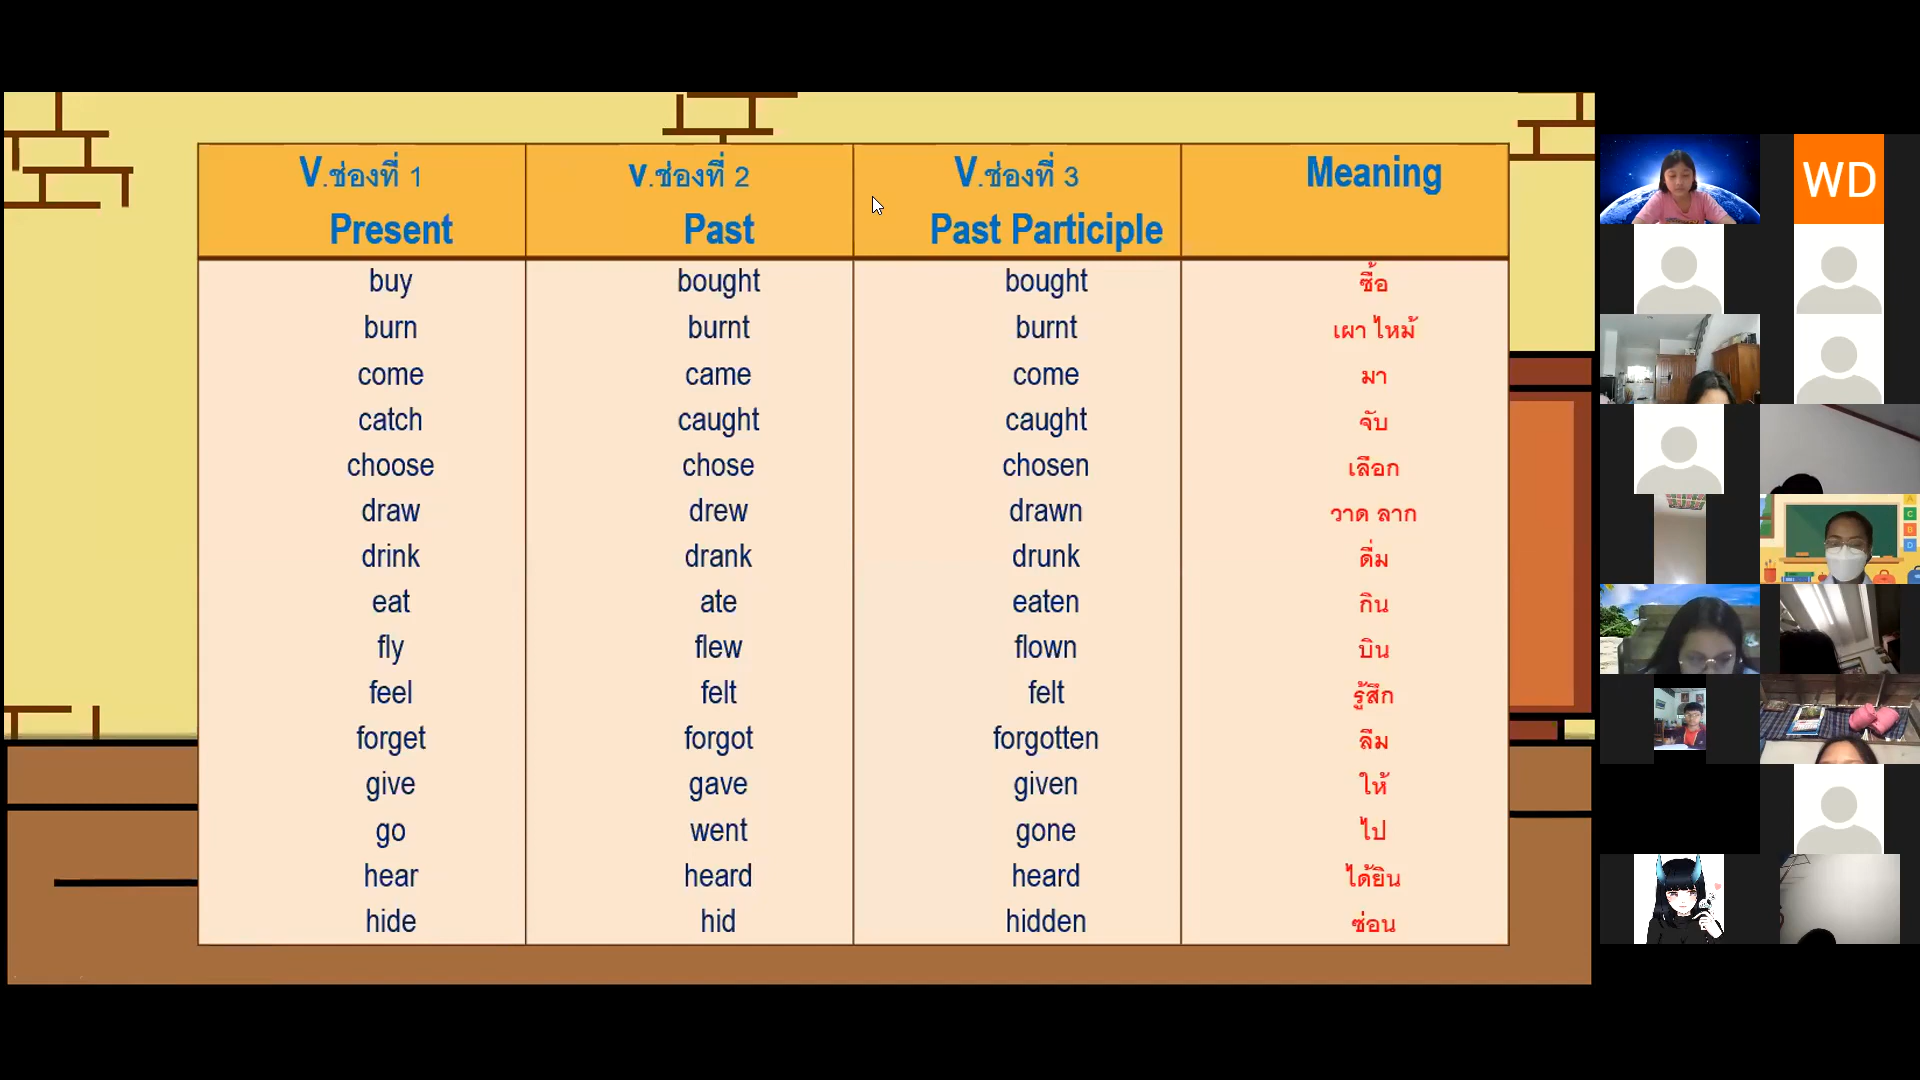 V.ช่องที่ 1 v.ช่องที่ 2 V.ช่องที่ 3 Meaning
Present Past Past Participle
buy bought bought ซื้อ
burn burnt burnt เผา ไหม้
come came come มา
catch caught caught จับ
choose chose chosen เลือก
draw drew drawn วาด ลาก
drink drank drunk ดื่ม
eat ate eaten กิน
fly flew flown บิน
feel felt felt รู้สึก
forget forgot forgotten ลืม
give gave given ให้
go went gone ไป
hear heard heard ได้ยิน
hide hid hidden ซ่อน
WD
A
C
B
D